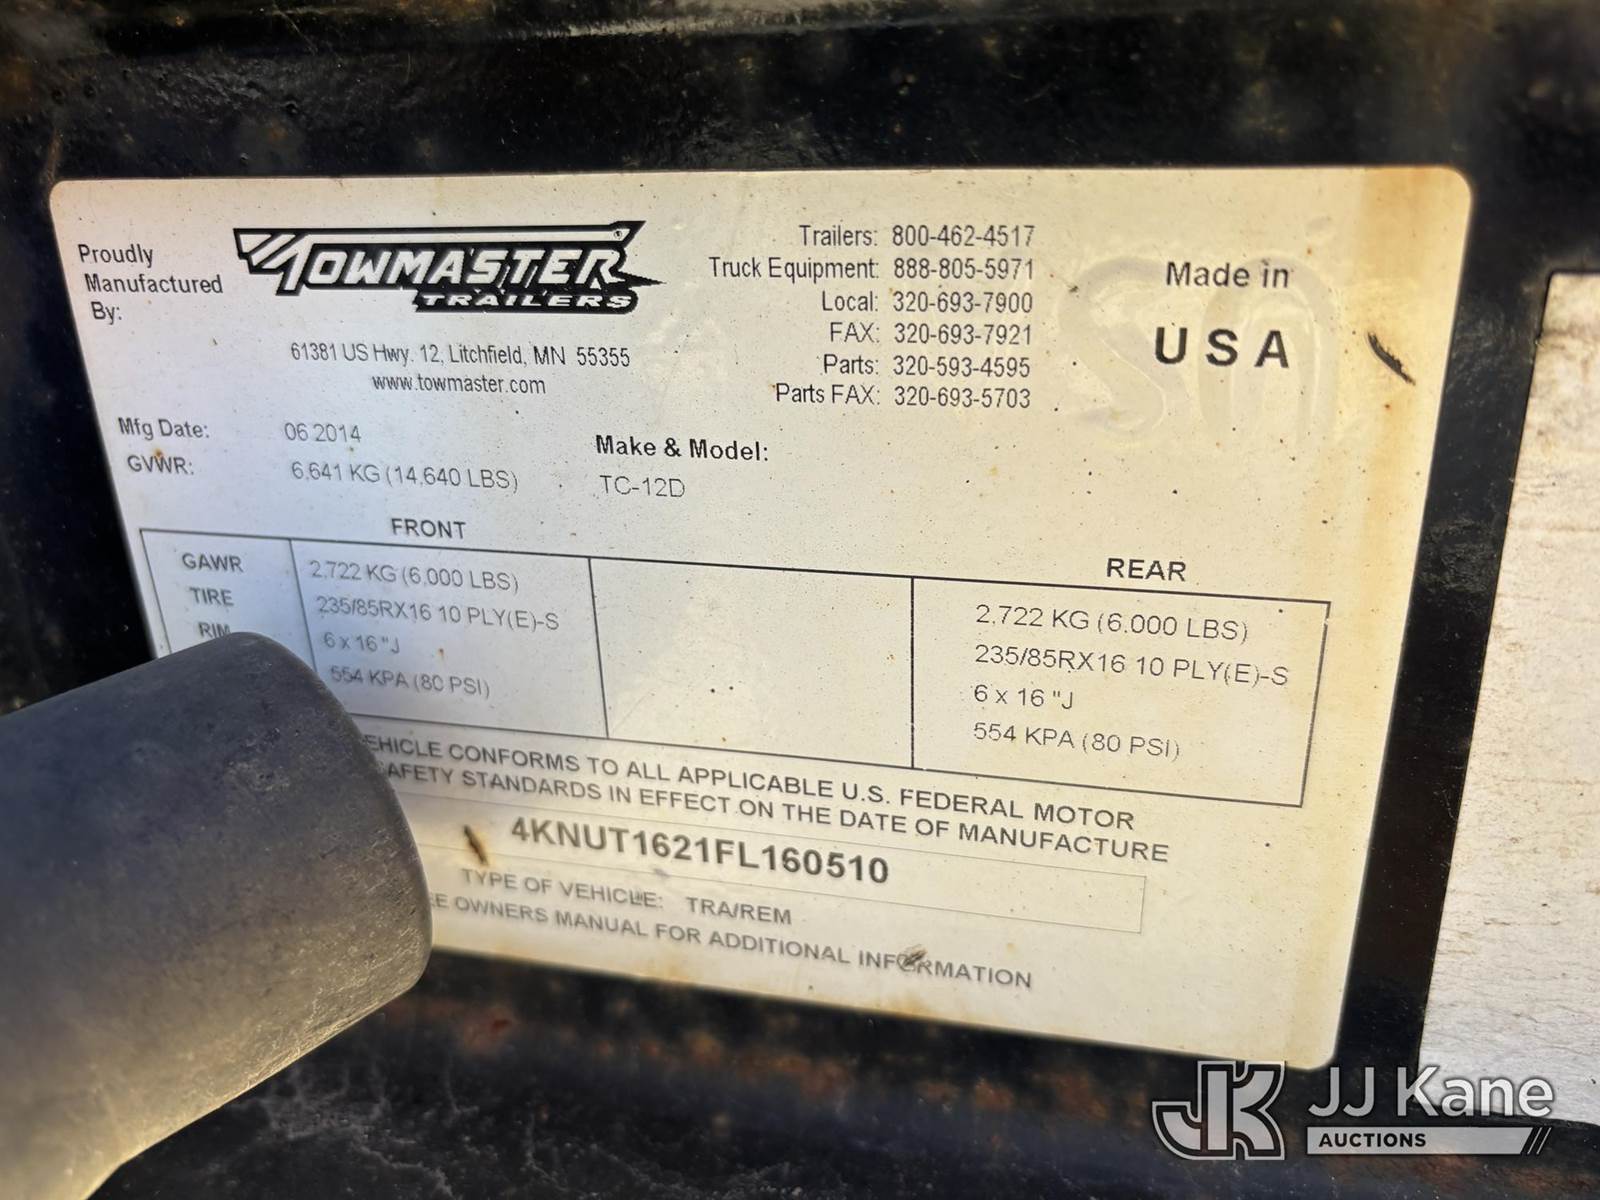 Proudly
Manufactured
By:
TOWMASTER
TRAILERS
61381 US Hwy. 12, Litchfield, MN 55355
www.towmaster.com
Trailers: 800-462-4517
Truck Equipment: 888-805-5971
Local: 320-693-7900
FAX: 320-693-7921
Parts: 320-593-4595
Parts FAX: 320-693-5703
Made in
USA
Mfg Date: 06 2014
GVWR: 6,641 KG (14,640 LBS)
Make & Model:
TC-12D
FRONT
REAR
GAWR 2,722 KG (6,000 LBS) 2,722 KG (6,000 LBS)
TIRE 235/85RX16 10 PLY(E)-S 235/85RX16 10 PLY(E)-S
RIM 6 x 16 "J 6 x 16 "J
554 KPA (80 PSI) 554 KPA (80 PSI)
EHICLE CONFORMS TO ALL APPLICABLE U.S. FEDERAL MOTOR
AFETY STANDARDS IN EFFECT ON THE DATE OF MANUFACTURE
4KNUT1621FL160510
TYPE OF VEHICLE: TRA/REM
EE OWNERS MANUAL FOR ADDITIONAL INFORMATION
JJ Kane
AUCTIONS